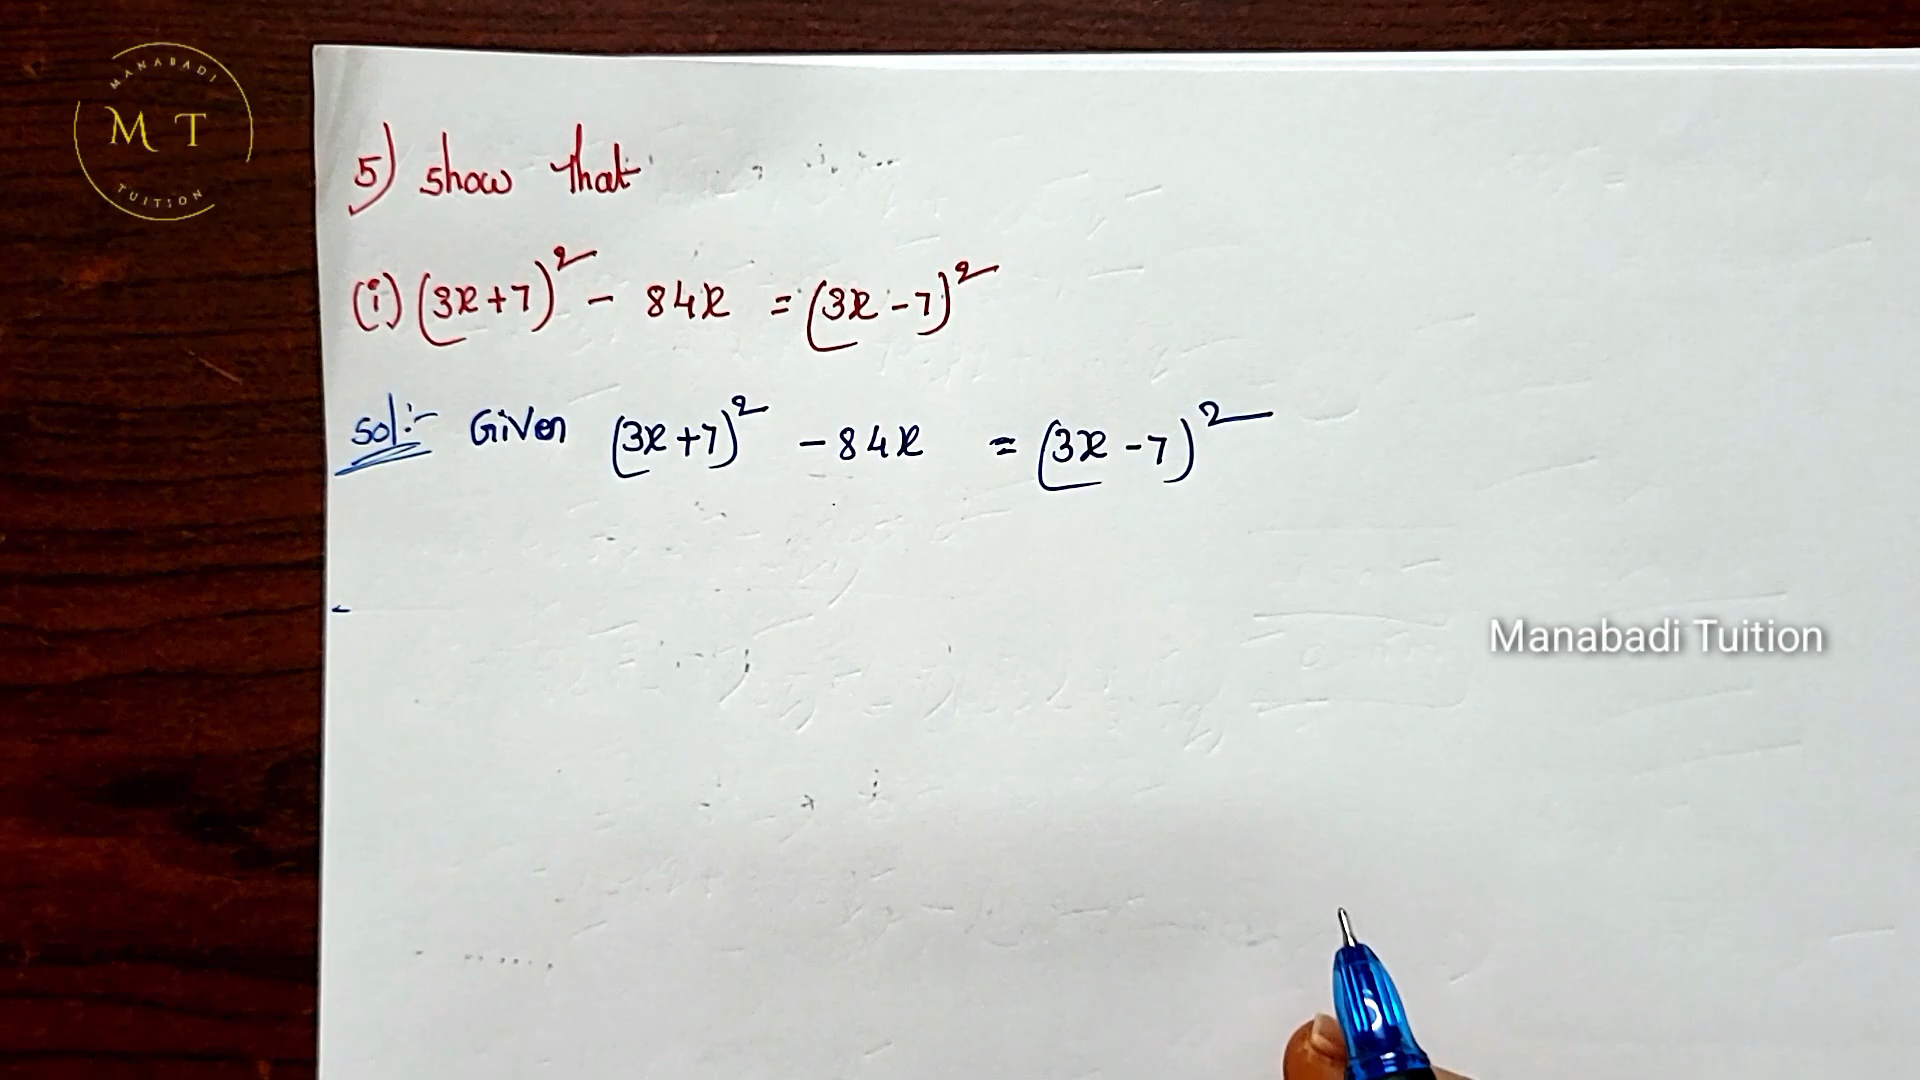 MANABADI
M T
TUITION
5) show that
(i) (3x+7)² - 84x = (3x-7)²
Sol:- Given (3x+7)² - 84x = (3x-7)²
Manabadi Tuition